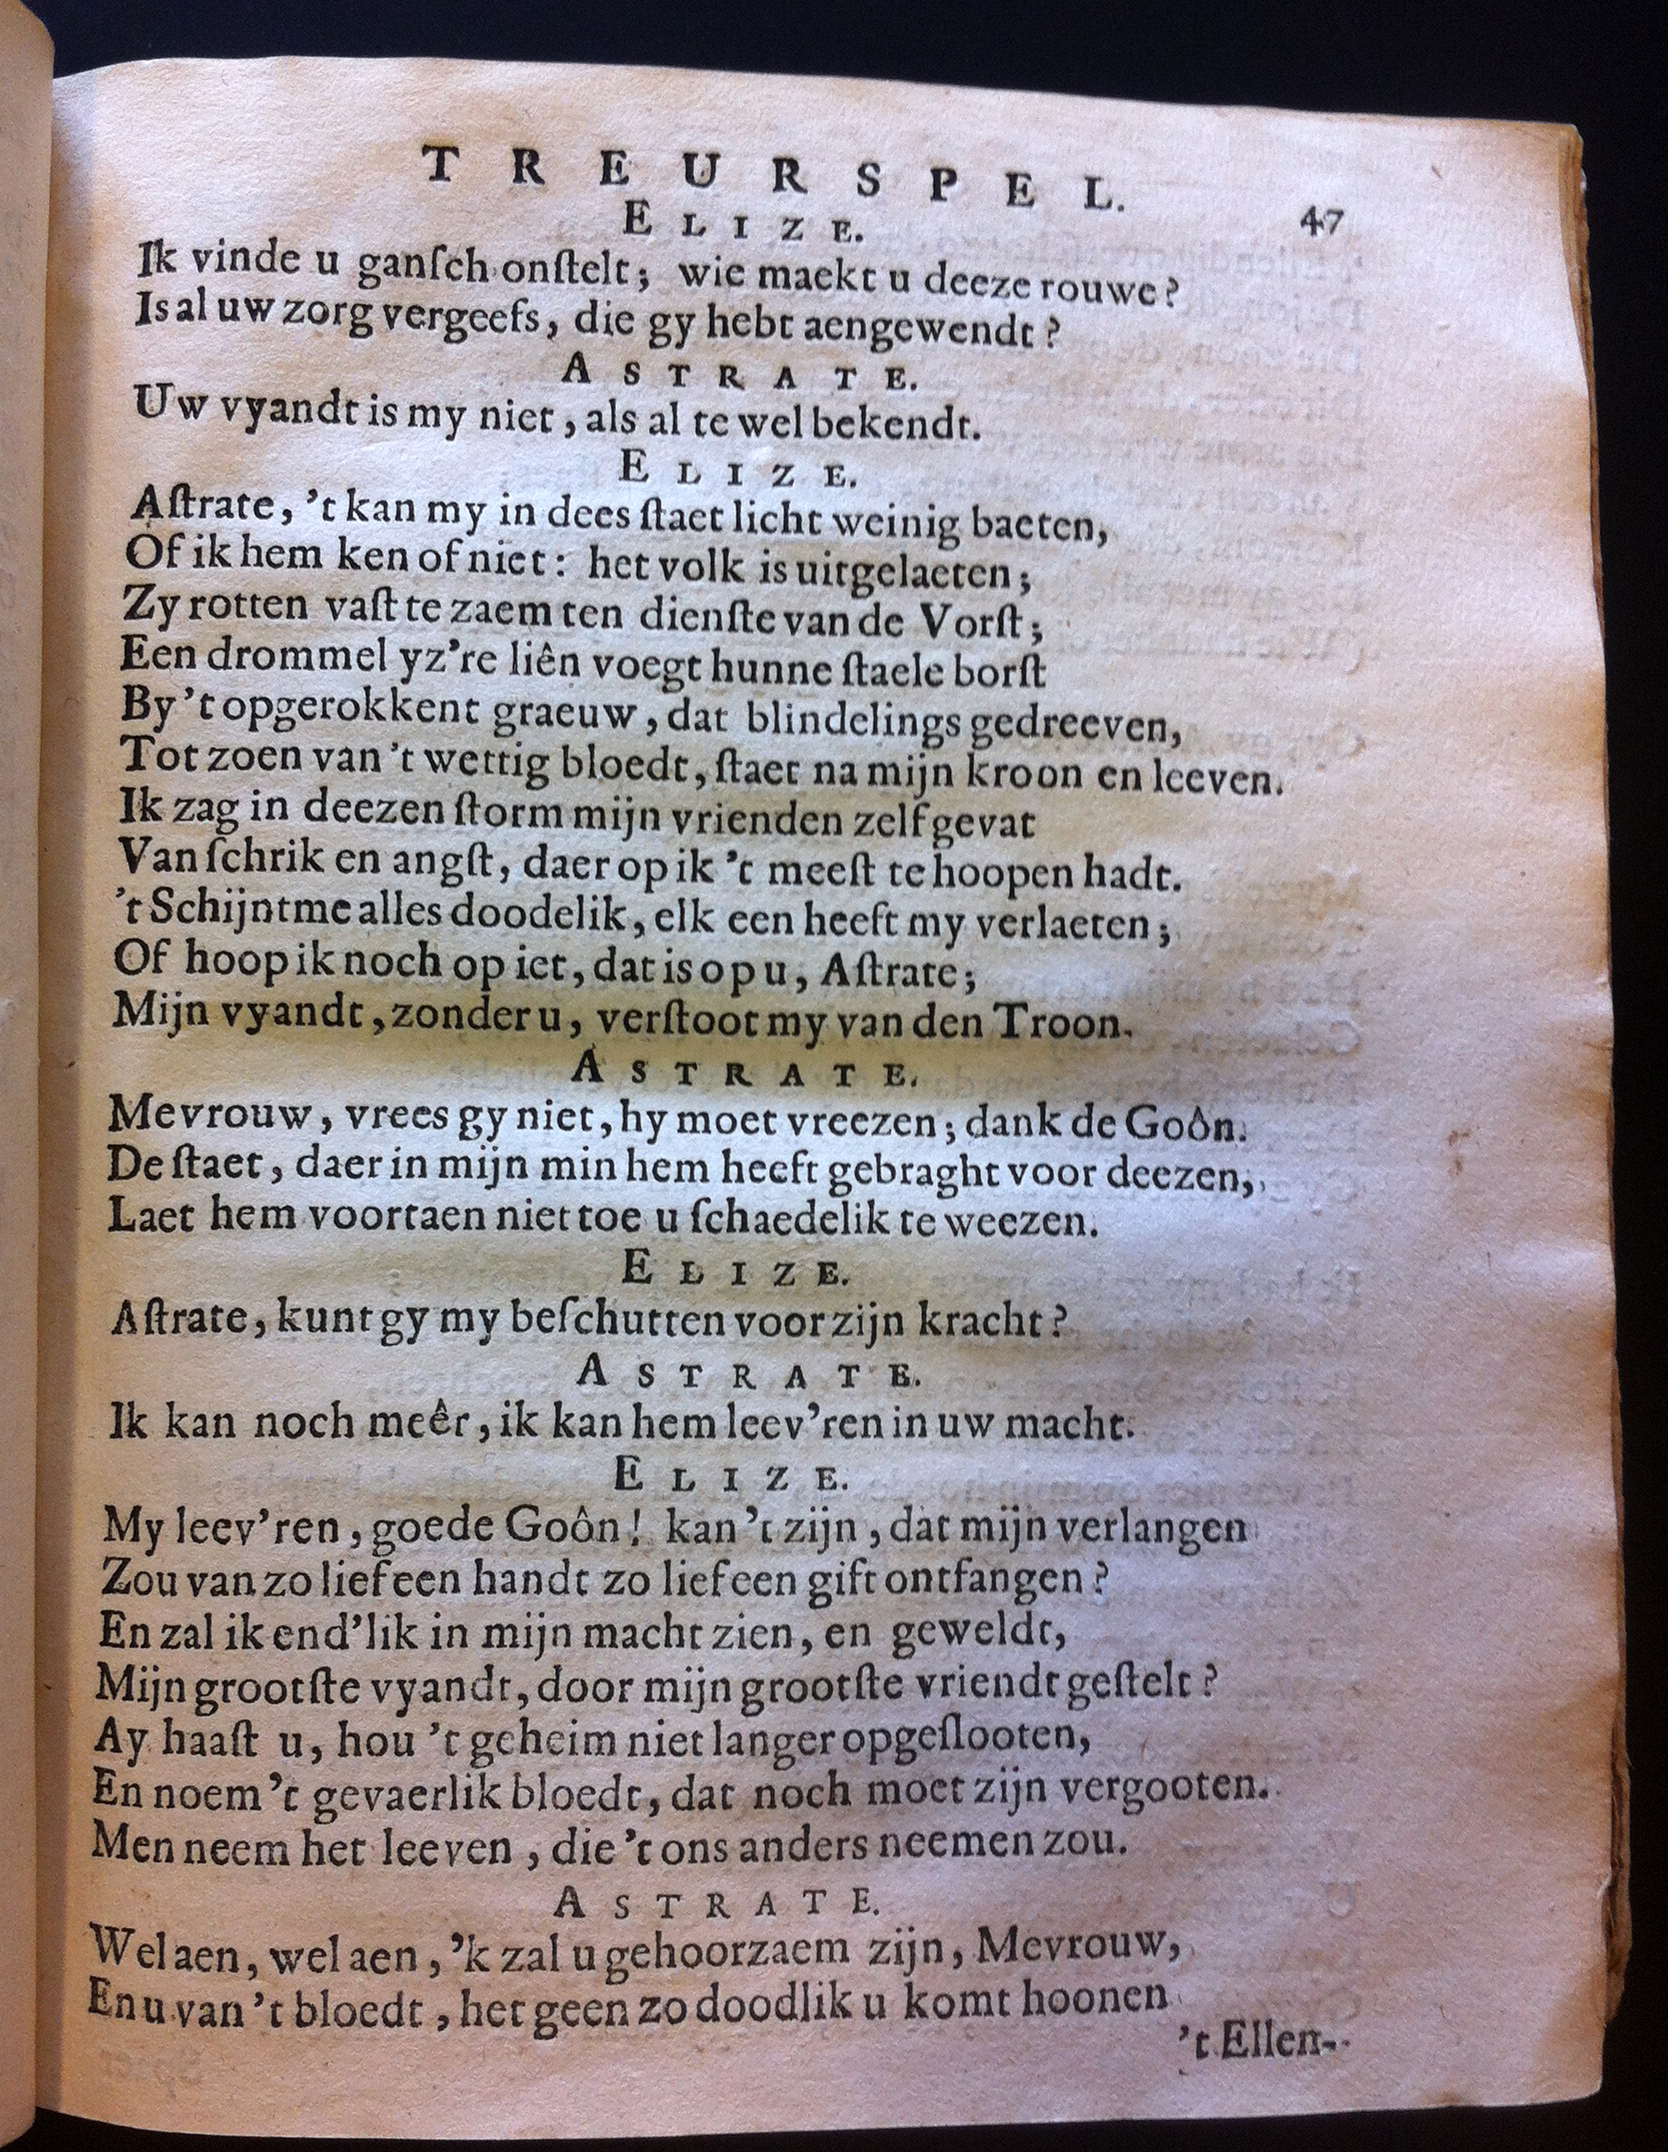 TREURSPEL.
47
ELIZE.
Ik vinde u ganſch onſtelt; wie maekt u deeze rouwe?
Is al uw zorg vergeefs, die gy hebt aengewendt?
ASTRATE.
Uw vyandt is my niet, als al te wel bekendt.
ELIZE.
Aſtrate, 't kan my in dees ſtaet licht weinig baeten,
Of ik hem ken of niet: het volk is uitgelaeten;
Zy rotten vaſt te zaem ten dienſte van de Vorſt;
Een drommel yz're liên voegt hunne ſtaele borſt
By 't opgerokkent graeuw, dat blindelings gedreeven,
Tot zoen van 't wettig bloedt, ſtaet na mijn kroon en leeven.
Ik zag in deezen ſtorm mijn vrienden zelf gevat
Van ſchrik en angſt, daer op ik 't meeſt te hoopen hadt.
't Schijnt me alles doodelik, elk een heeft my verlaeten;
Of hoop ik noch op iet, dat is op u, Aſtrate;
Mijn vyandt, zonder u, verſtoot my van den Troon.
ASTRATE.
Mevrouw, vrees gy niet, hy moet vreezen; dank de Goôn.
De ſtaet, daer in mijn min hem heeft gebraght voor deezen,
Laet hem voortaen niet toe u ſchaedelik te weezen.
ELIZE.
Aſtrate, kunt gy my beſchutten voor zijn kracht?
ASTRATE.
Ik kan noch meêr, ik kan hem leev'ren in uw macht.
ELIZE.
My leev'ren, goede Goôn! kan 't zijn, dat mijn verlangen
Zou van zo lief een handt zo lief een gift ontfangen?
En zal ik end'lik in mijn macht zien, en geweldt,
Mijn grootſte vyandt, door mijn grootſte vriendt geſtelt?
Ay haaſt u, hou 't geheim niet langer opgeſlooten,
En noem 't gevaerlik bloedt, dat noch moet zijn vergooten.
Men neem het leeven, die 't ons anders neemen zou.
ASTRATE.
Wel aen, wel aen, 'k zal u gehoorzaem zijn, Mevrouw,
En u van 't bloedt, het geen zo doodlik u komt hoonen
't Ellen-